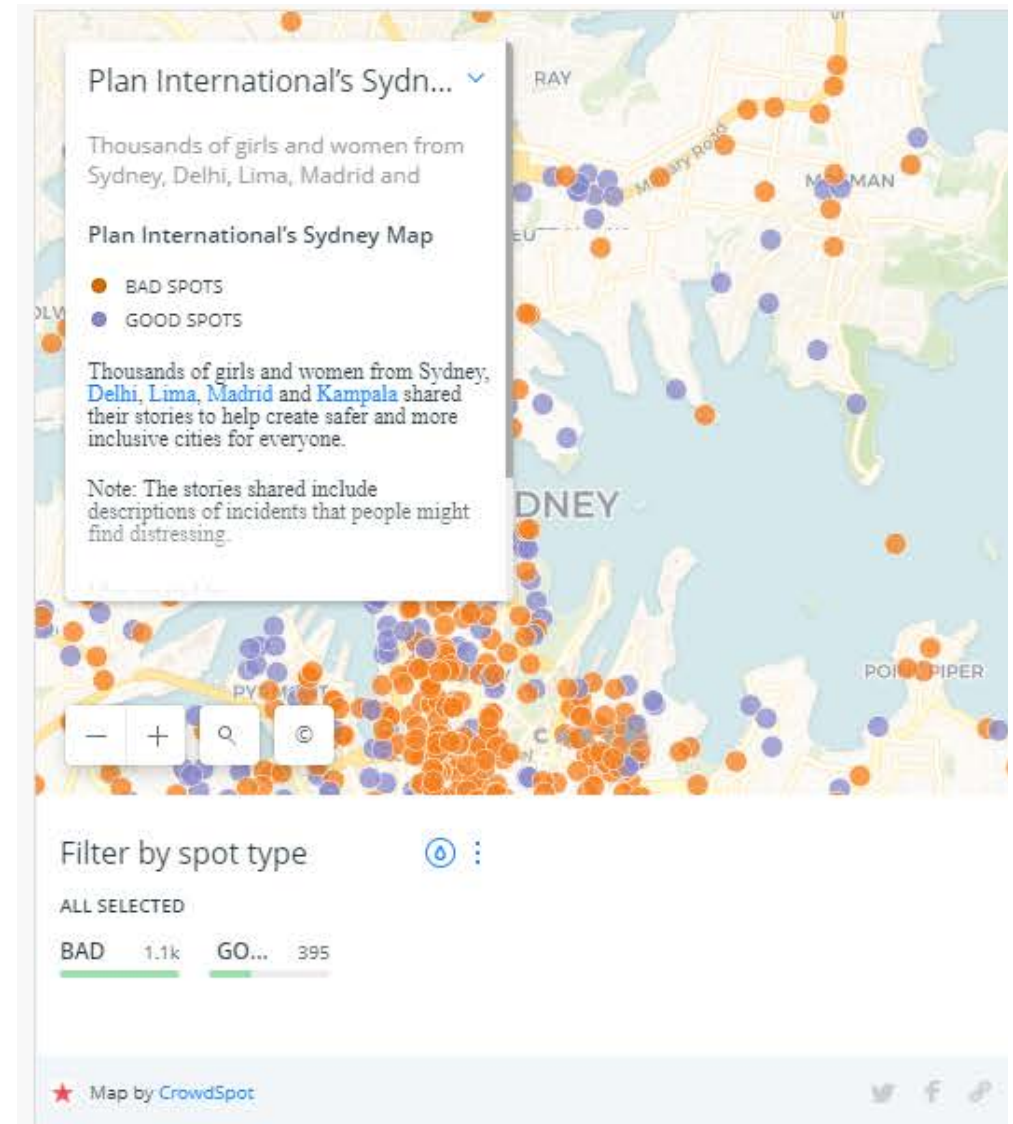 RAY
Plan International's Sydn...
Thousands of girls and women from
Sydney, Delhi, Lima, Madrid and
Military Road
Plan International's Sydney Map
BAD SPOTS
GOOD SPOTS
Thousands of girls and women from Sydney,
Delhi, Lima, Madrid and Kampala shared
their stories to help create safer and more
inclusive cities for everyone.
Note: The stories shared include
descriptions of incidents that people might
find distressing.
DNEY
PIPER
− + ©
Filter by spot type
ALL SELECTED
BAD 1.1k GO... 395
Map by CrowdSpot